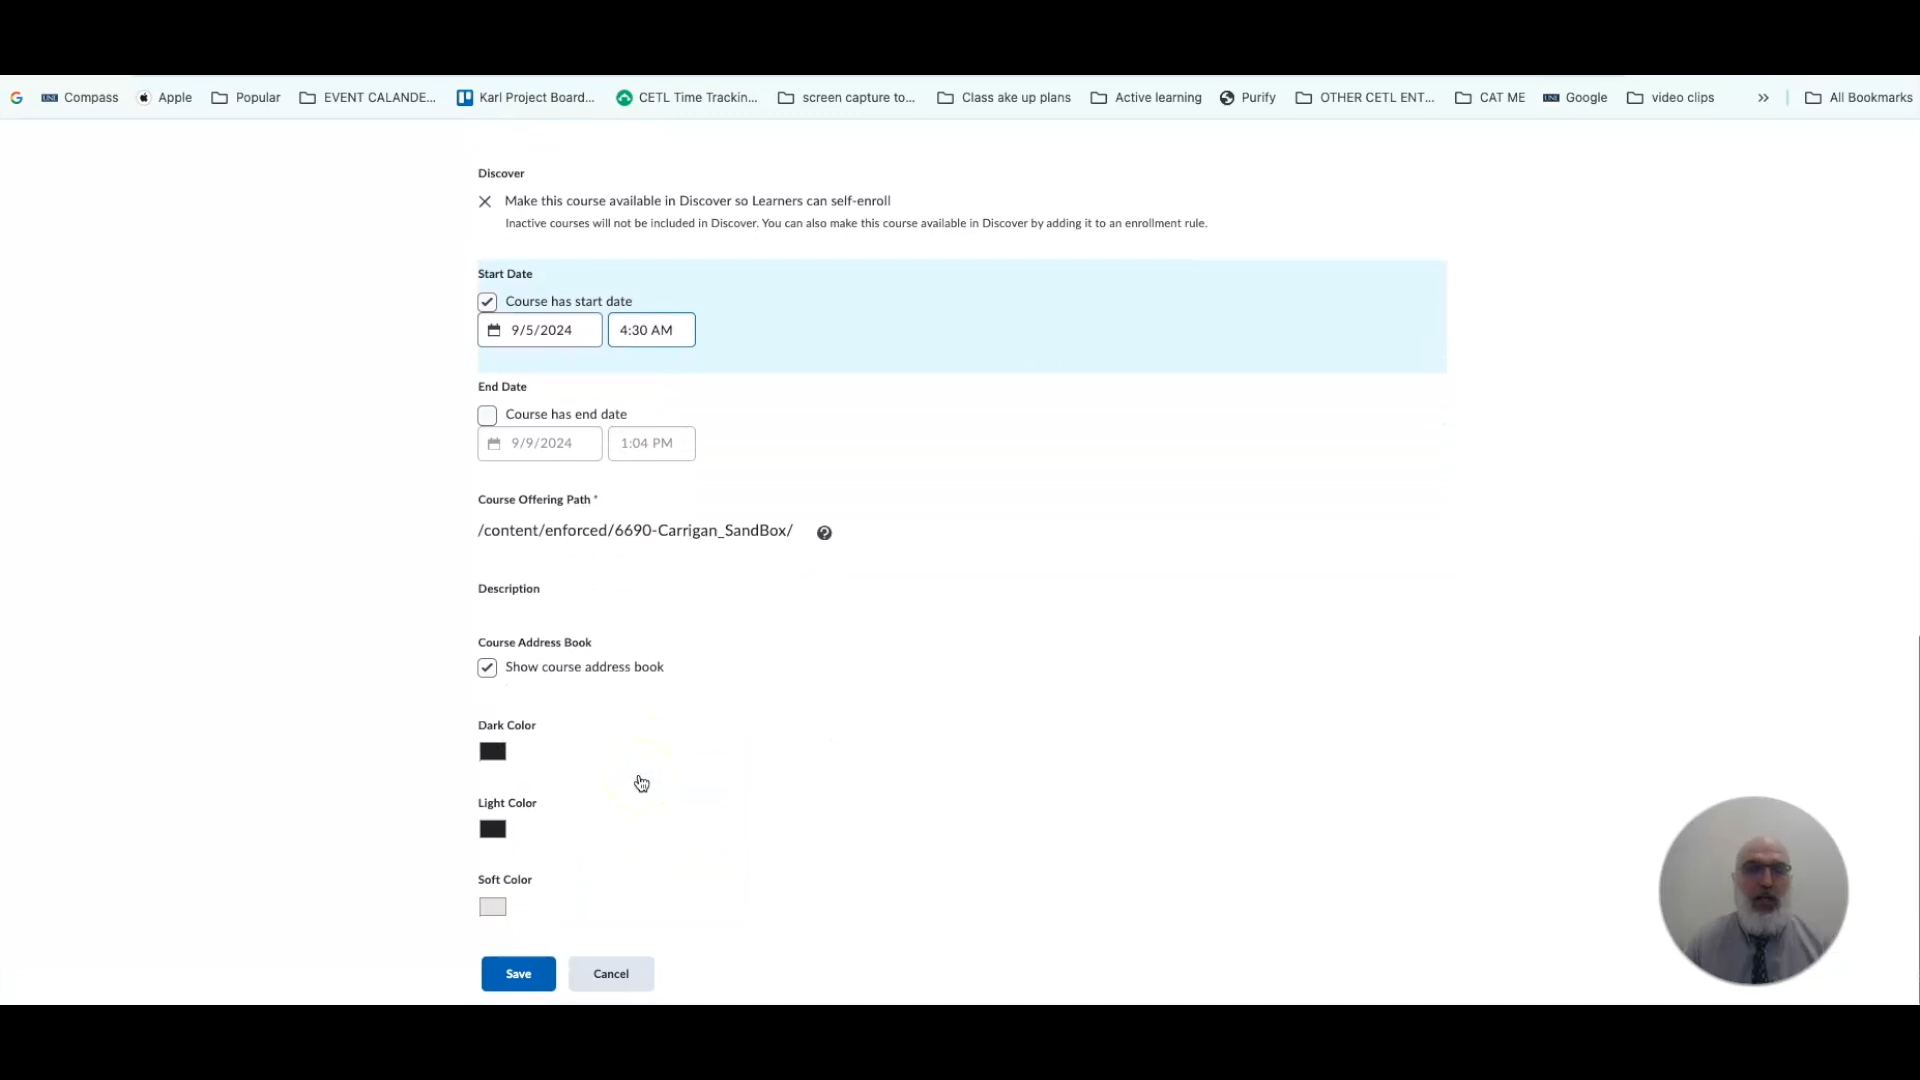 Compass
Apple
Popular
EVENT CALANDE...
Karl Project Board...
CETL Time Trackin...
screen capture to...
Class ake up plans
Active learning
Purify
OTHER CETL ENT...
CAT ME
Google
video clips
All Bookmarks
Discover
Make this course available in Discover so Learners can self-enroll
Inactive courses will not be included in Discover. You can also make this course available in Discover by adding it to an enrollment rule.
Start Date
Course has start date
9/5/2024 4:30 AM
End Date
Course has end date
9/9/2024 1:04 PM
Course Offering Path *
/content/enforced/6690-Carrigan_SandBox/
Description
Course Address Book
Show course address book
Dark Color
Light Color
Soft Color
Save Cancel